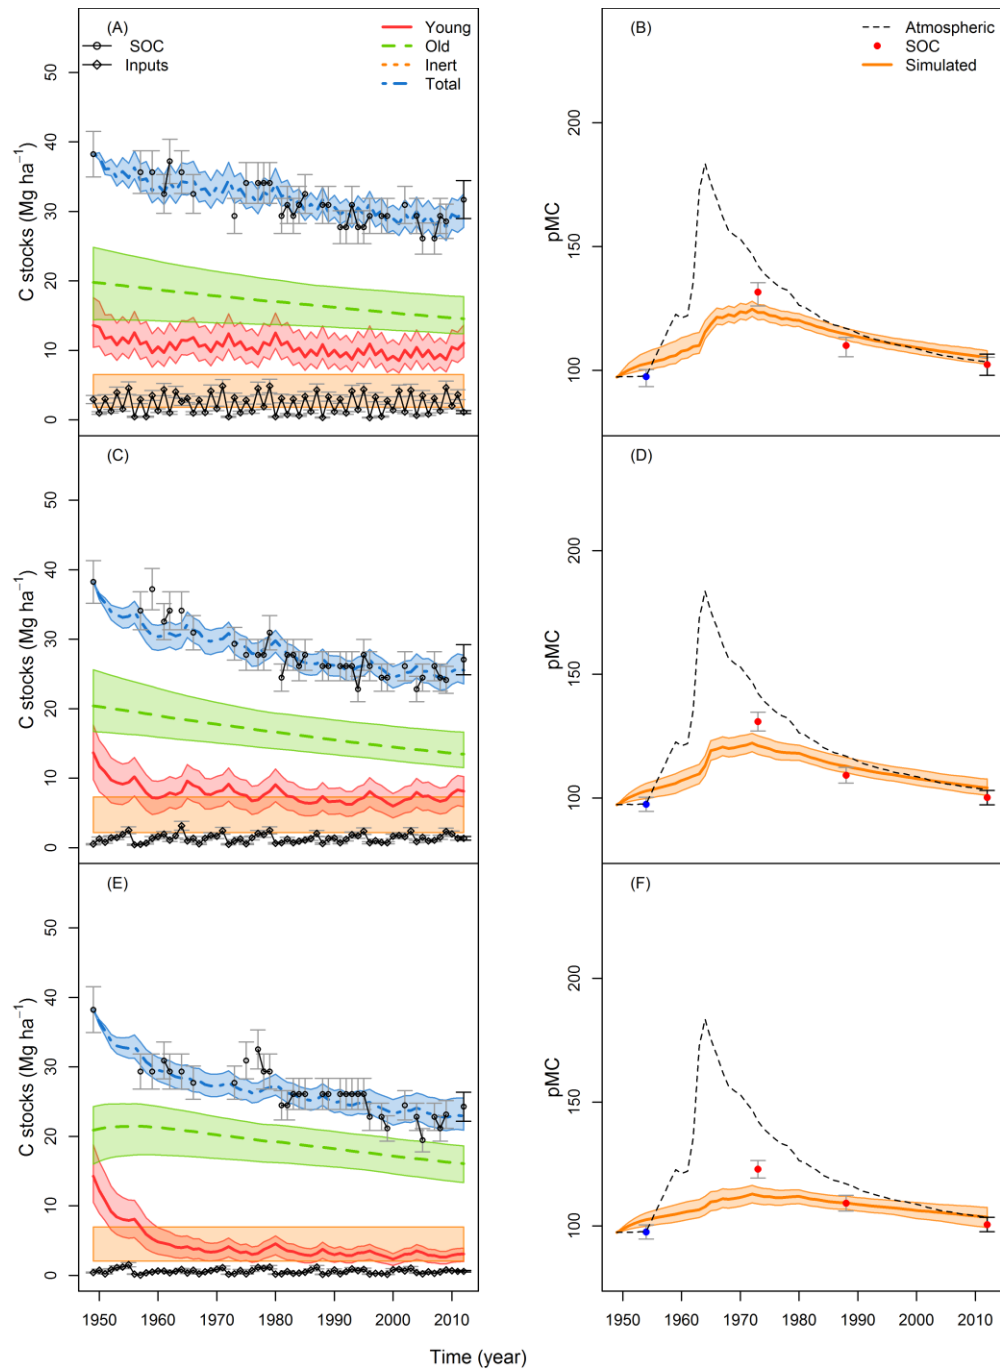 (A)
SOC
Inputs
Young
Old
Inert
Total
C stocks (Mg ha⁻¹)
50
40
30
20
10
0
(B)
Atmospheric
SOC
Simulated
pMC
200
150
100
(C)
C stocks (Mg ha⁻¹)
50
40
30
20
10
0
(D)
pMC
200
150
100
(E)
C stocks (Mg ha⁻¹)
50
40
30
20
10
0
1950 1960 1970 1980 1990 2000 2010
(F)
pMC
200
150
100
1950 1960 1970 1980 1990 2000 2010
Time (year)